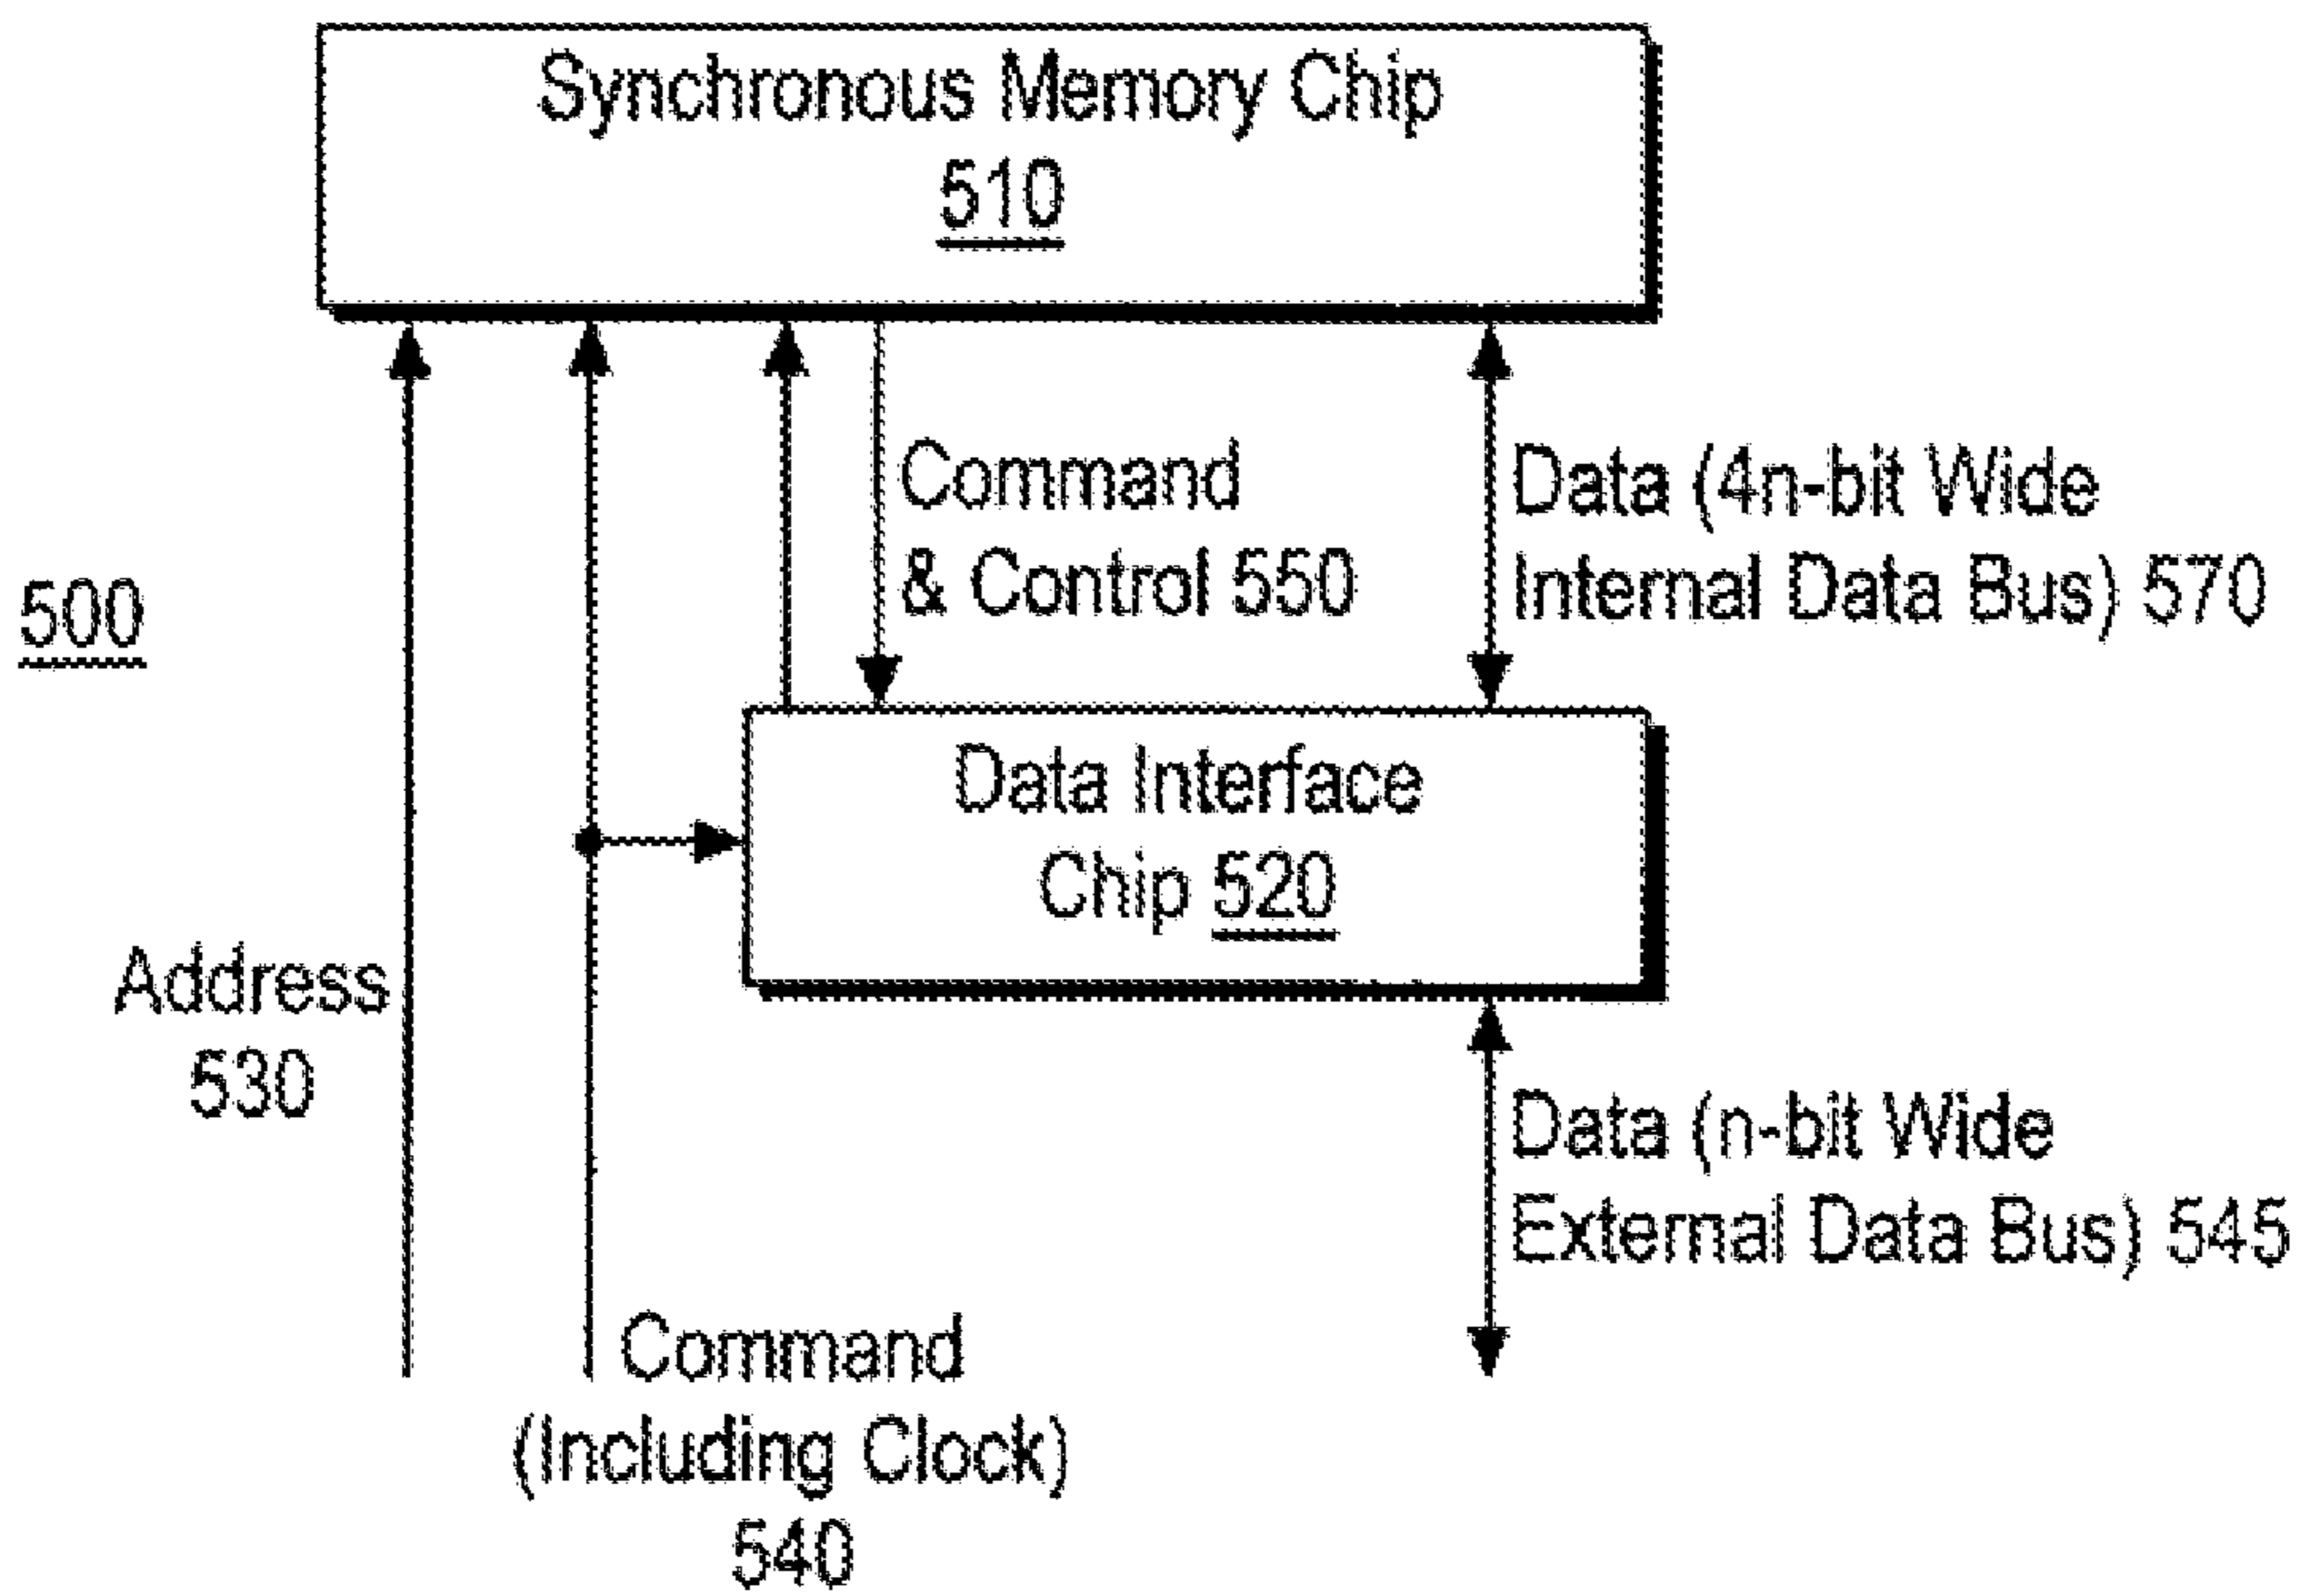 Synchronous Memory Chip
510
Command
& Control 550
Data (4n-bit Wide
Internal Data Bus) 570
500
Data Interface
Chip 520
Address
530
Data (n-bit Wide
External Data Bus) 545
Command
(Including Clock)
540